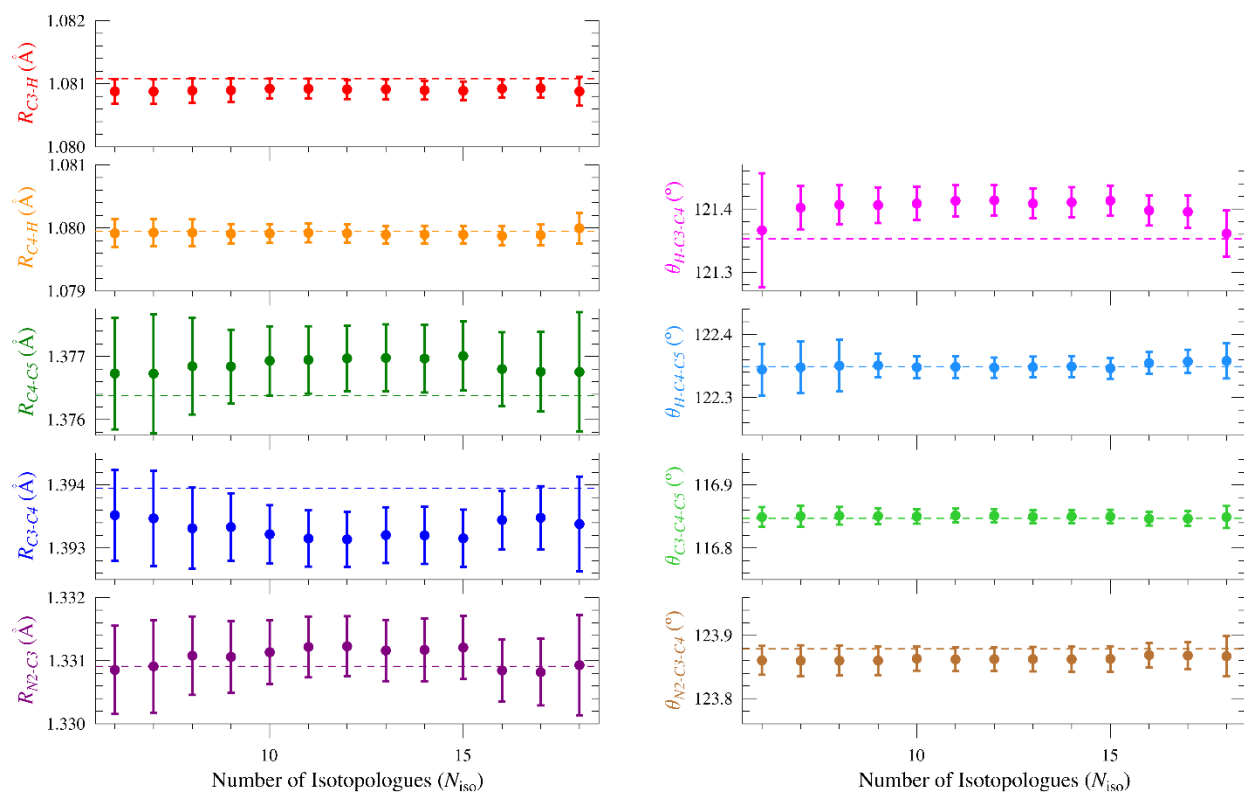 1.082
1.081
1.080
R_C3-H (Å)
1.081
1.080
1.079
R_C4-H (Å)
1.377
1.376
R_C4-C5 (Å)
1.394
1.393
R_C3-C4 (Å)
1.332
1.331
1.330
R_N2-C3 (Å)
10
15
Number of Isotopologues (N_iso)
121.4
121.3
θ_H-C3-C4 (º)
122.4
122.3
θ_H-C4-C5 (º)
116.9
116.8
θ_C3-C4-C5 (º)
123.9
123.8
θ_N2-C3-C4 (º)
10
15
Number of Isotopologues (N_iso)